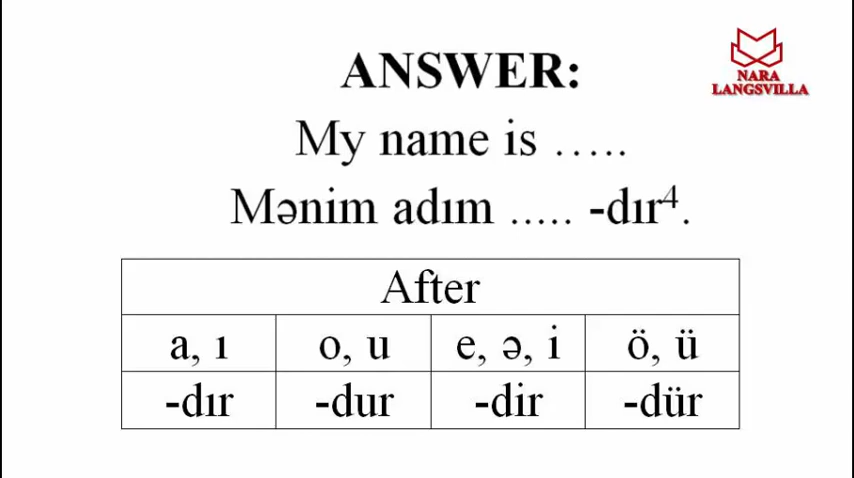 NARA
LANGSVILLA
ANSWER:
My name is …..
Mənim adım ..... -dır⁴.
After
a, ı
o, u
e, ə, i
ö, ü
-dır
-dur
-dir
-dür